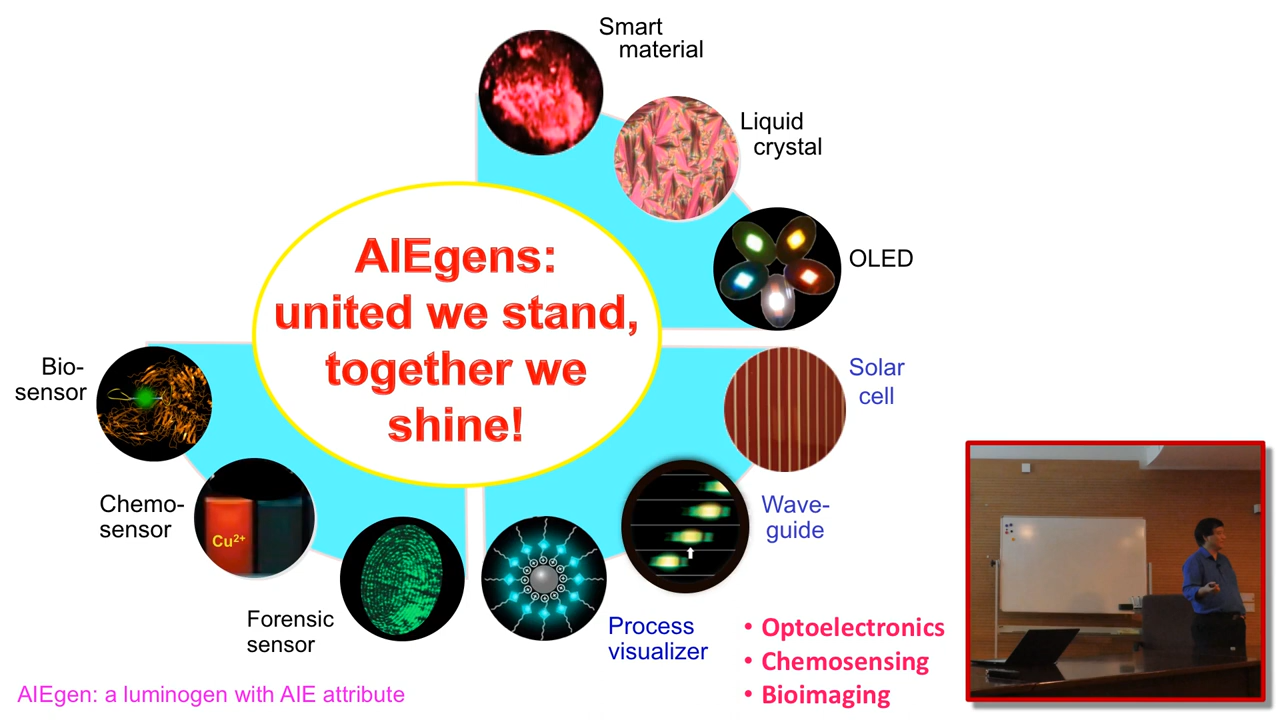 Smart
material
Liquid
crystal
OLED
AIEgens:
united we stand,
together we
shine!
Bio-
sensor
Solar
cell
Chemo-
sensor
Cu²⁺
Wave-
guide
Forensic
sensor
Process
visualizer
• Optoelectronics
• Chemosensing
• Bioimaging
AIEgen: a luminogen with AIE attribute